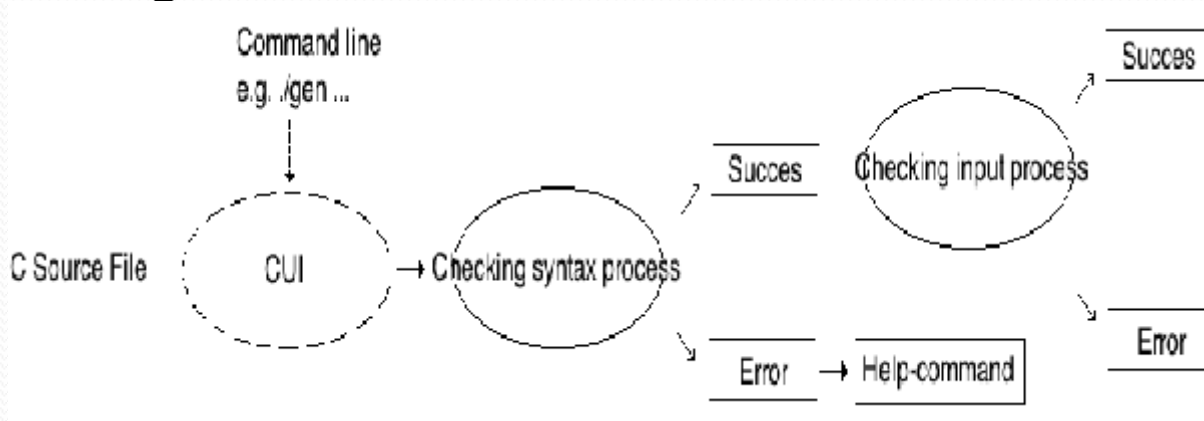 Command line
e.g. ./gen ...
Succes
Succes
Checking input process
C Source File
CUI
Checking syntax process
Error
Error
Help-command